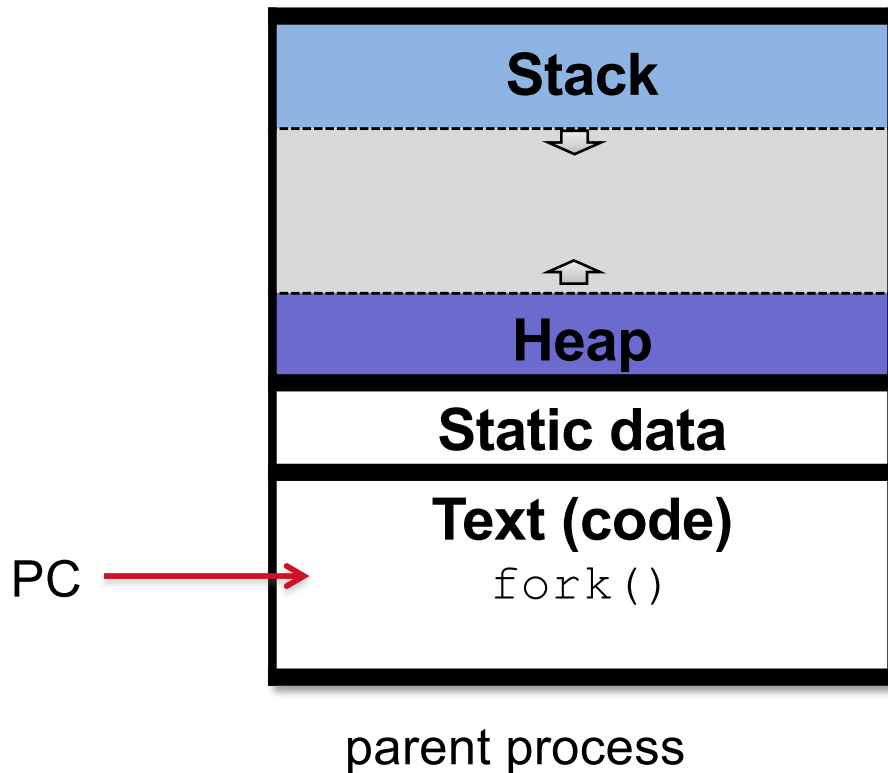 Stack
Heap
Static data
Text (code)
PC
fork()
parent process